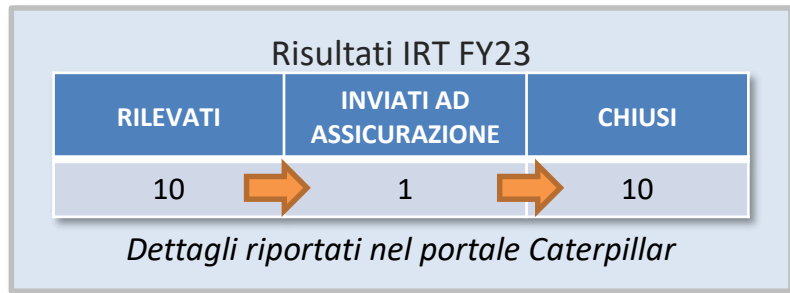 Risultati IRT FY23
RILEVATI
INVIATI AD
ASSICURAZIONE
CHIUSI
10
1
10
Dettagli riportati nel portale Caterpillar